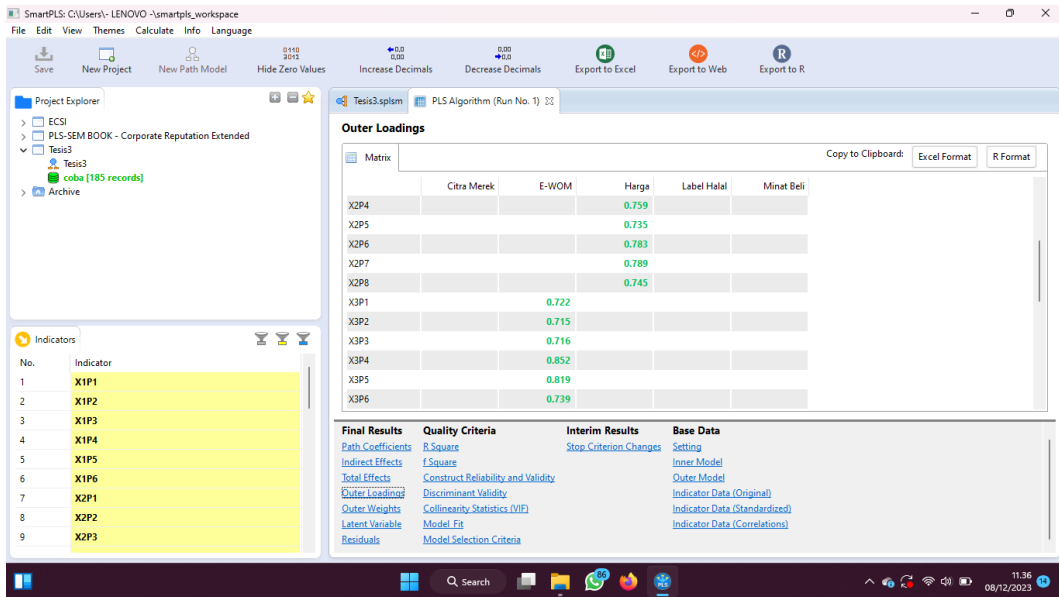 SmartPLS: C:\Users\- LENOVO -\smartpls_workspace
File Edit View Themes Calculate Info Language
Save New Project New Path Model Hide Zero Values Increase Decimals Decrease Decimals Export to Excel Export to Web Export to R
Project Explorer
ECSI
PLS-SEM BOOK - Corporate Reputation Extended
Tesis3
Tesis3
coba [185 records]
Archive
Indicators
No. Indicator
1 X1P1
2 X1P2
3 X1P3
4 X1P4
5 X1P5
6 X1P6
7 X2P1
8 X2P2
9 X2P3
Tesis3.splsm PLS Algorithm (Run No. 1)
Outer Loadings
Matrix Copy to Clipboard: Excel Format R Format
Citra Merek E-WOM Harga Label Halal Minat Beli
X2P4 0.759
X2P5 0.735
X2P6 0.783
X2P7 0.789
X2P8 0.745
X3P1 0.722
X3P2 0.715
X3P3 0.716
X3P4 0.852
X3P5 0.819
X3P6 0.739
Final Results Quality Criteria Interim Results Base Data
Path Coefficients R Square Stop Criterion Changes Setting
Indirect Effects f Square Inner Model
Total Effects Construct Reliability and Validity Outer Model
Outer Loadings Discriminant Validity Indicator Data (Original)
Outer Weights Collinearity Statistics (VIF) Indicator Data (Standardized)
Latent Variable Model_Fit Indicator Data (Correlations)
Residuals Model Selection Criteria
Search 86 PLS 11.36
08/12/2023 14